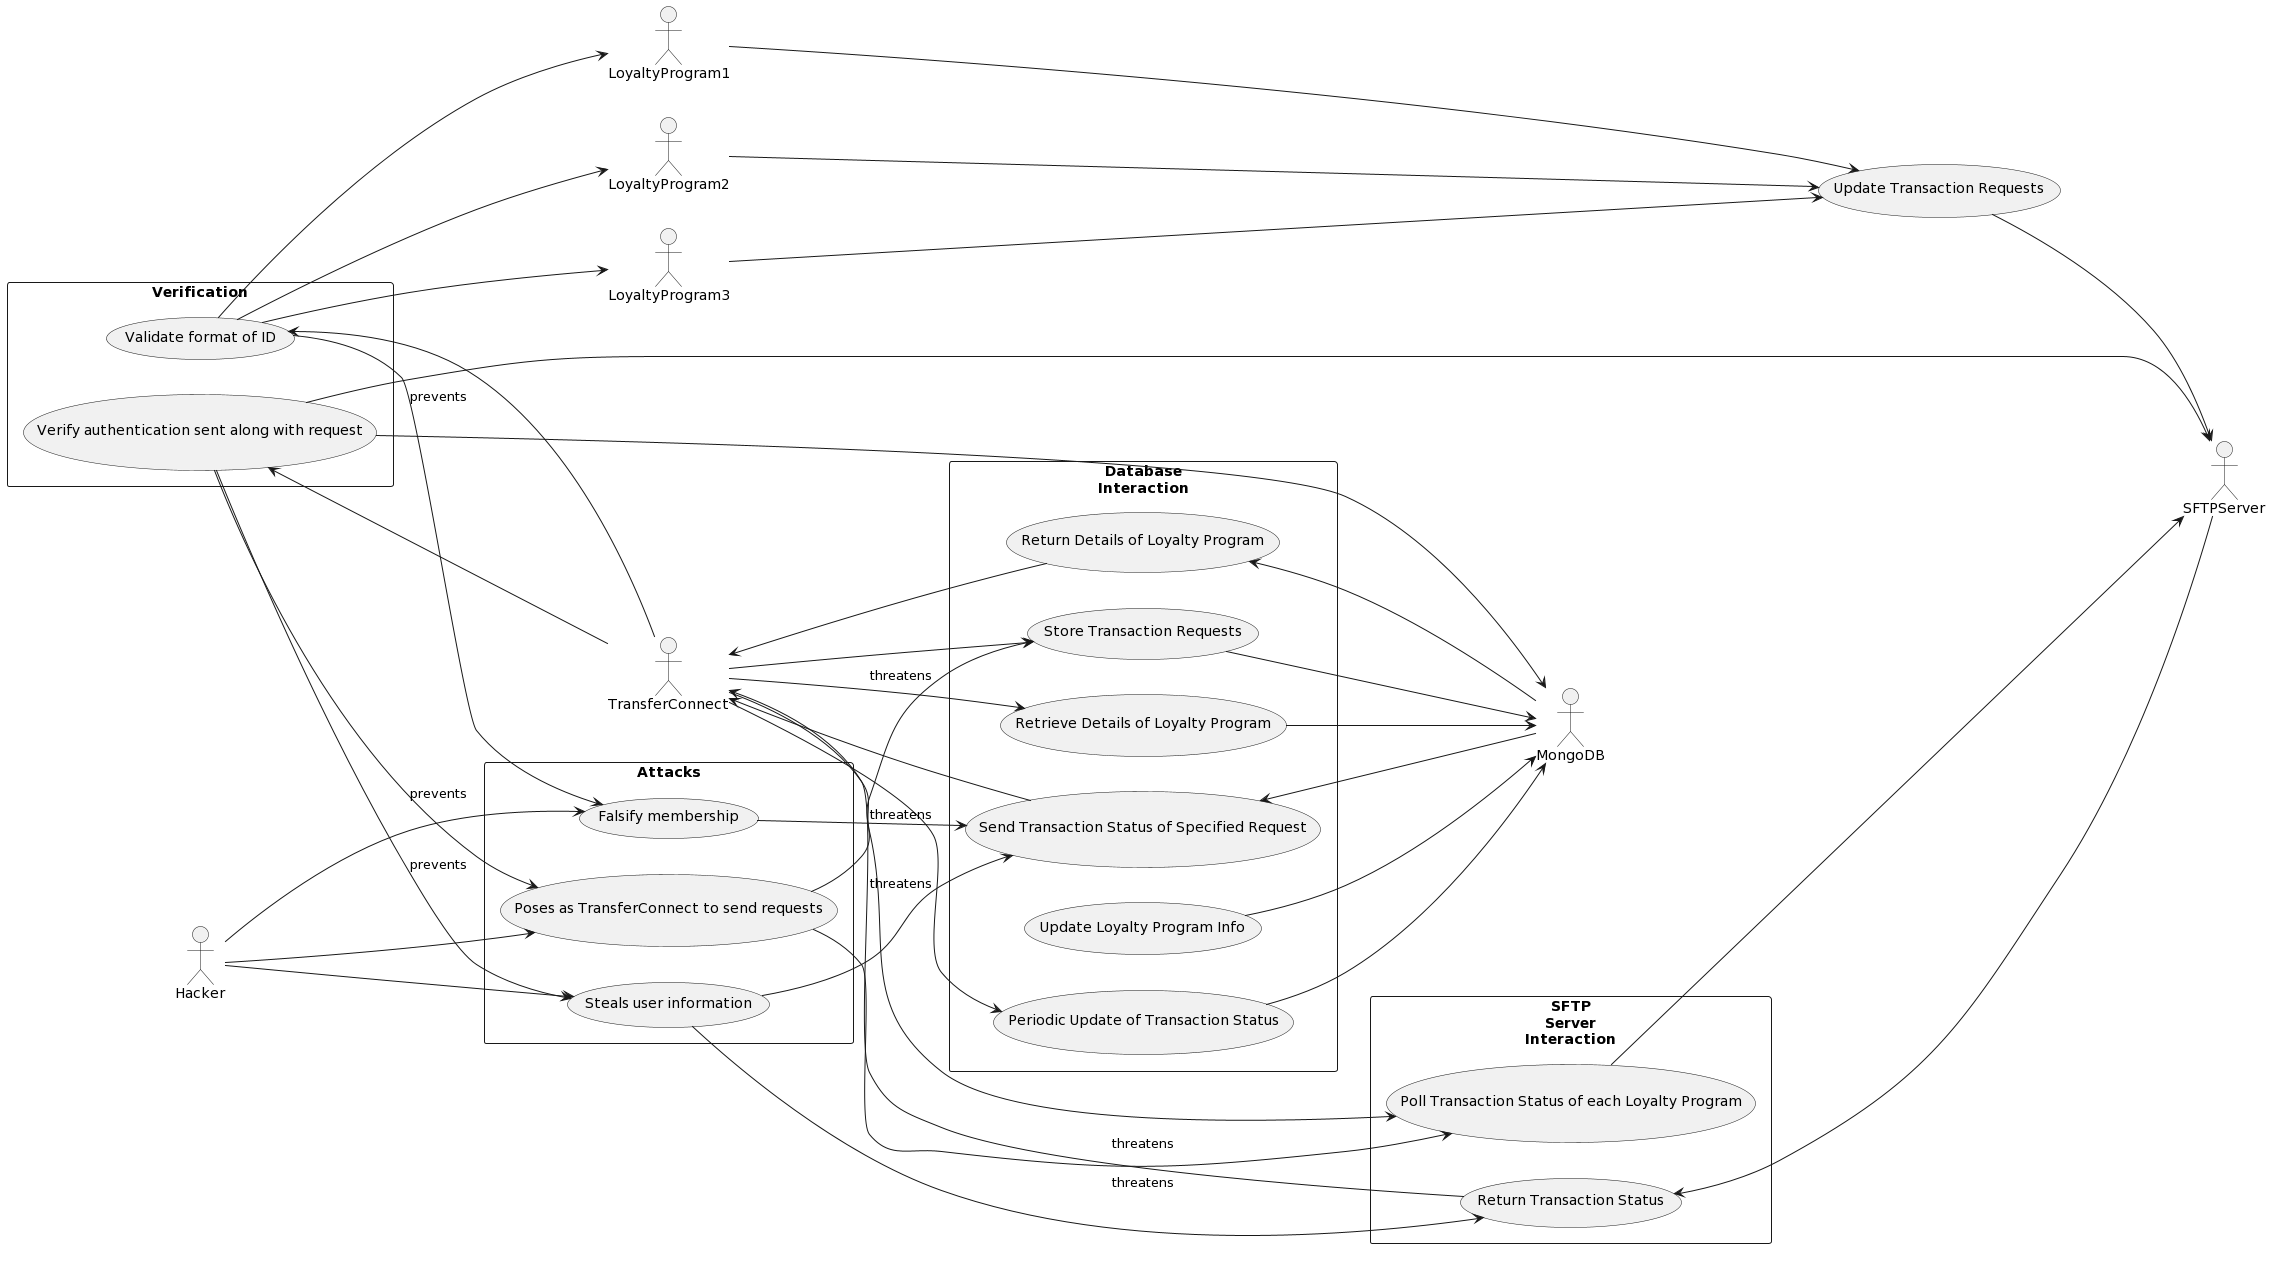 LoyaltyProgram1
LoyaltyProgram2
Update Transaction Requests
LoyaltyProgram3
Verification
Validate format of ID
prevents
Verify authentication sent along with request
Database
Interaction
SFTPServer
Return Details of Loyalty Program
Store Transaction Requests
threatens
TransferConnect
Retrieve Details of Loyalty Program
MongoDB
Attacks
prevents
Falsify membership
threatens
Send Transaction Status of Specified Request
prevents
threatens
Poses as TransferConnect to send requests
Update Loyalty Program Info
Hacker
Steals user information
Periodic Update of Transaction Status
SFTP
Server
Interaction
Poll Transaction Status of each Loyalty Program
threatens
threatens
Return Transaction Status